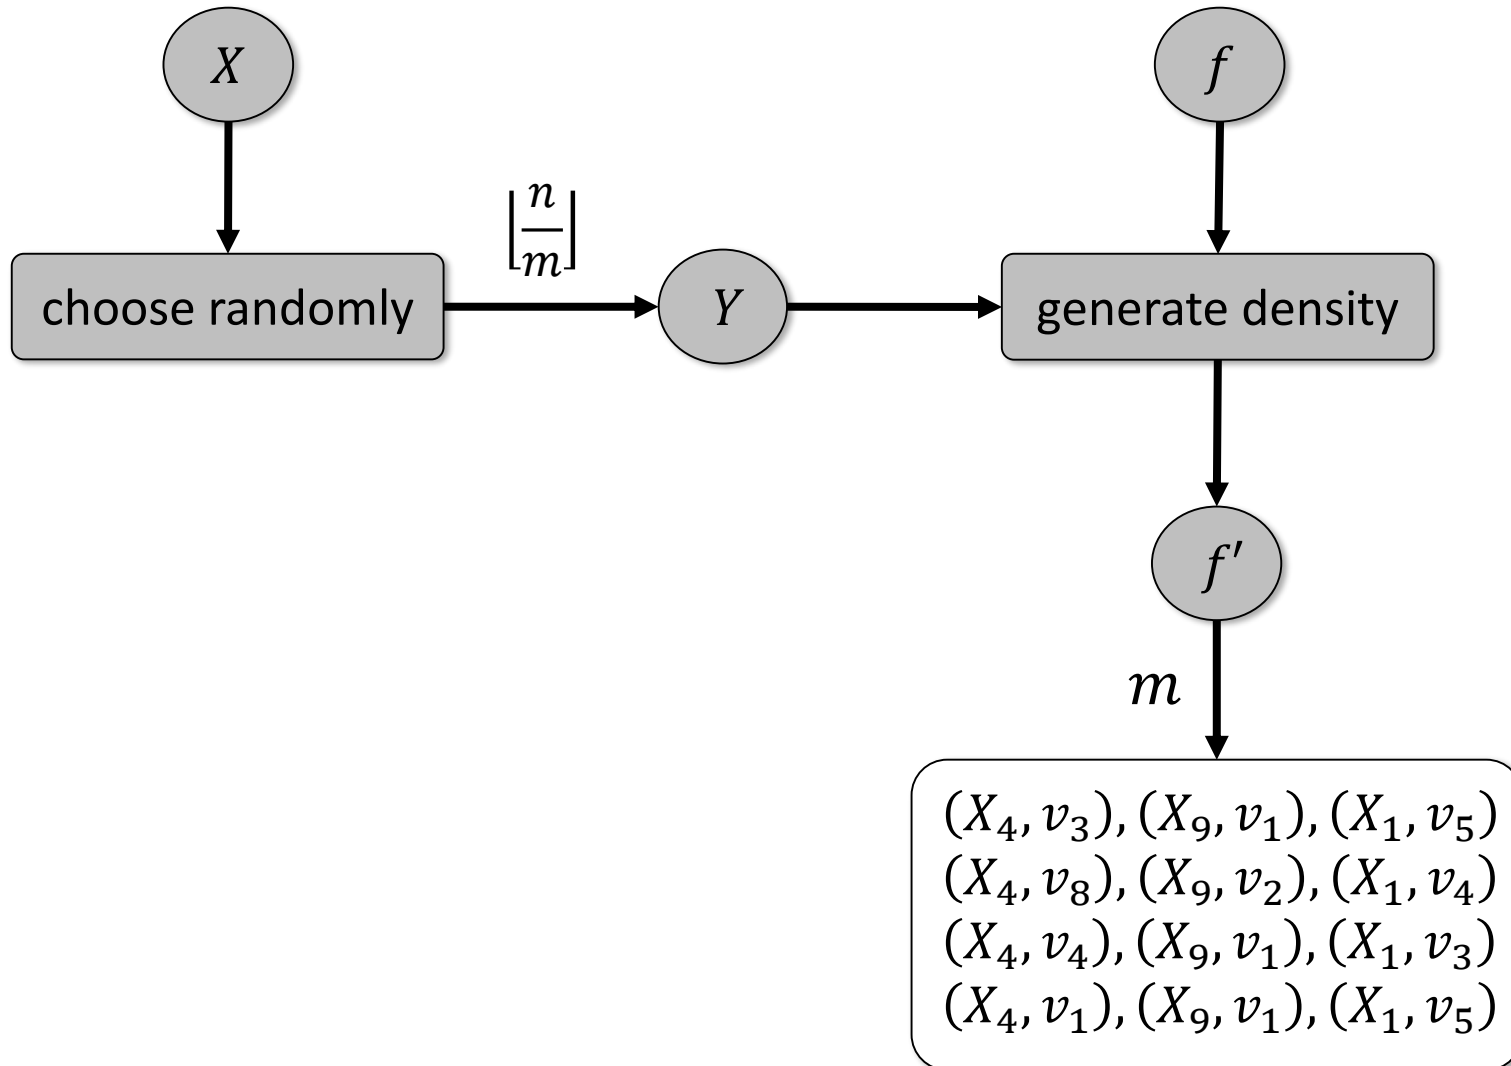 X
f
⌊n/m⌋
choose randomly
Y
generate density
f′
m
(X₄, v₃), (X₉, v₁), (X₁, v₅)
(X₄, v₈), (X₉, v₂), (X₁, v₄)
(X₄, v₄), (X₉, v₁), (X₁, v₃)
(X₄, v₁), (X₉, v₁), (X₁, v₅)